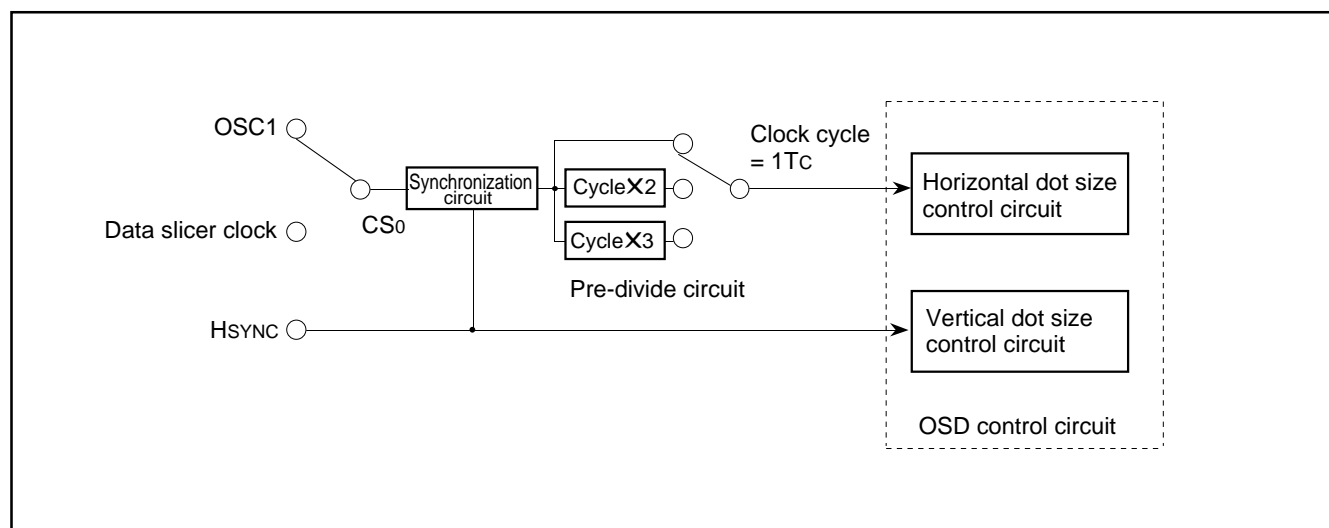 OSC1
Data slicer clock
HSYNC
CS0
Synchronization
circuit
Cycle×2
Cycle×3
Pre-divide circuit
Clock cycle
= 1TC
Horizontal dot size
control circuit
Vertical dot size
control circuit
OSD control circuit